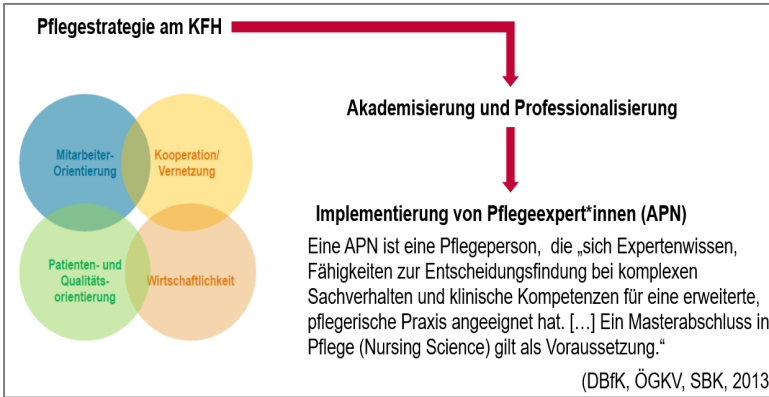 Pflegestrategie am KFH
Akademisierung und Professionalisierung
Mitarbeiter-
Orientierung
Kooperation/
Vernetzung
Patienten- und
Qualitäts-
orientierung
Wirtschaftlichkeit
Implementierung von Pflegeexpert*innen (APN)
Eine APN ist eine Pflegeperson, die „sich Expertenwissen,
Fähigkeiten zur Entscheidungsfindung bei komplexen
Sachverhalten und klinische Kompetenzen für eine erweiterte,
pflegerische Praxis angeeignet hat. […] Ein Masterabschluss in
Pflege (Nursing Science) gilt als Voraussetzung.“
(DBfK, ÖGKV, SBK, 2013